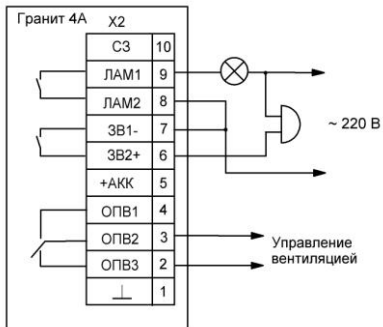 Гранит 4А
X2
СЗ 10
ЛАМ1 9
ЛАМ2 8
ЗВ1- 7
ЗВ2+ 6
+АКК 5
ОПВ1 4
ОПВ2 3
ОПВ3 2
1
~ 220 В
Управление
вентиляцией